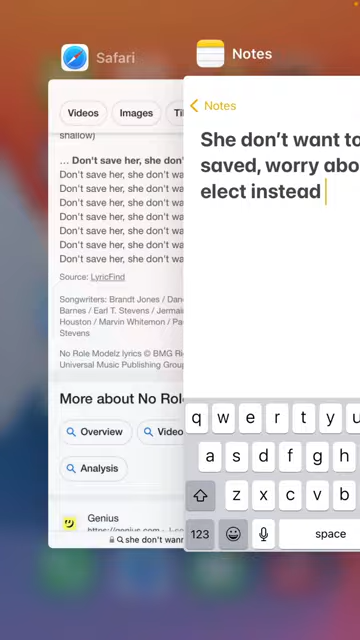 Safari
Notes
Videos
Images
shallow)
... Don't save her, she don'
Don't save her, she don't wa
Don't save her, she don't wa
Don't save her, she don't wa
Don't save her, she don't wa
Don't save her, she don't wa
Don't save her, she don't wa
Don't save her, she don't wa
Source: LyricFind
Songwriters: Brandt Jones / Dan
Barnes / Earl T. Stevens / Jermai
Houston / Marvin Whitemon / Pa
Stevens
No Role Modelz lyrics © BMG Ri
Universal Music Publishing Group
More about No Rol
Overview
Video
Analysis
Genius
she don't wan
Notes
She don't want to
saved, worry abo
elect instead
q w e r t y u
a s d f g h
z x c v b
123
space